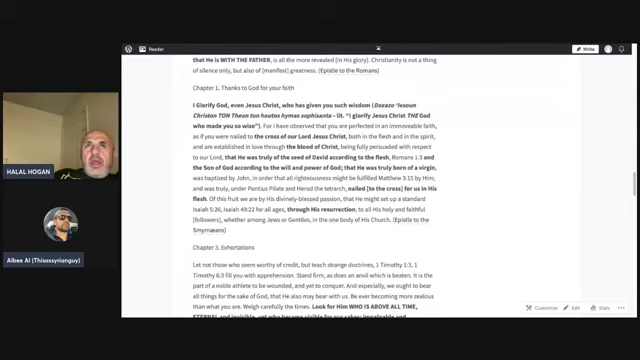 Reader
Write
that He is WITH THE FATHER, is all the more revealed [in His glory]. Christianity is not a thing
of silence only, but also of [manifest] greatness. (Epistle to the Romans)
Chapter 1. Thanks to God for your faith
I Glorify God, even Jesus Christ, who has given you such wisdom (Doxazo 'Iesoun
Christon TON Theon ton houtos hymas sophisanta – lit. "I glorify Jesus Christ THE God
who made you so wise"). For I have observed that you are perfected in an immoveable faith,
as if you were nailed to the cross of our Lord Jesus Christ, both in the flesh and in the spirit,
and are established in love through the blood of Christ, being fully persuaded with respect
to our Lord, that He was truly of the seed of David according to the flesh, Romans 1:3 and
the Son of God according to the will and power of God; that He was truly born of a virgin,
was baptized by John, in order that all righteousness might be fulfilled Matthew 3:15 by Him;
and was truly, under Pontius Pilate and Herod the tetrarch, nailed [to the cross] for us in His
flesh. Of this fruit we are by His divinely-blessed passion, that He might set up a standard
Isaiah 5:26, Isaiah 49:22 for all ages, through His resurrection, to all His holy and faithful
[followers], whether among Jews or Gentiles, in the one body of His Church. (Epistle to the
Smyrnæans)
Chapter 3. Exhortations
Let not those who seem worthy of credit, but teach strange doctrines, 1 Timothy 1:3, 1
Timothy 6:3 fill you with apprehension. Stand firm, as does an anvil which is beaten. It is the
part of a noble athlete to be wounded, and yet to conquer. And especially, we ought to bear
all things for the sake of God, that He also may bear with us. Be ever becoming more zealous
than what you are. Weigh carefully the times. Look for Him WHO IS ABOVE ALL TIME,
ETERNAL and invisible, yet who became visible for our sakes; impalpable and
Customize
Edit
Stats
HALAL HOGAN
Albee Al (Thisassyrianguy)